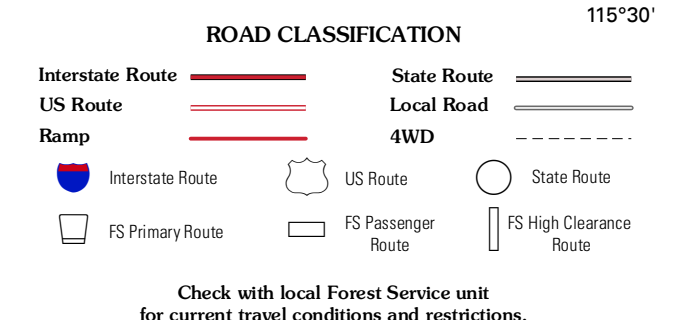 115°30'
ROAD CLASSIFICATION
Interstate Route
State Route
US Route
Local Road
Ramp
4WD
Interstate Route
US Route
State Route
FS Primary Route
FS Passenger
Route
FS High Clearance
Route
Check with local Forest Service unit
for current travel conditions and restrictions.